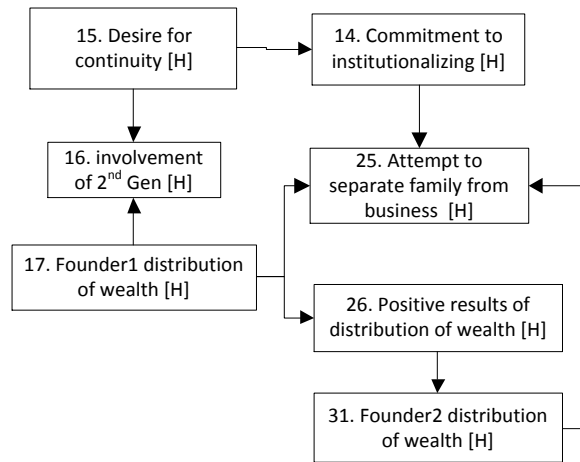 15. Desire for
continuity [H]
14. Commitment to
institutionalizing [H]
16. involvement
of 2nd Gen [H]
25. Attempt to
separate family from
business [H]
17. Founder1 distribution
of wealth [H]
26. Positive results of
distribution of wealth [H]
31. Founder2 distribution
of wealth [H]